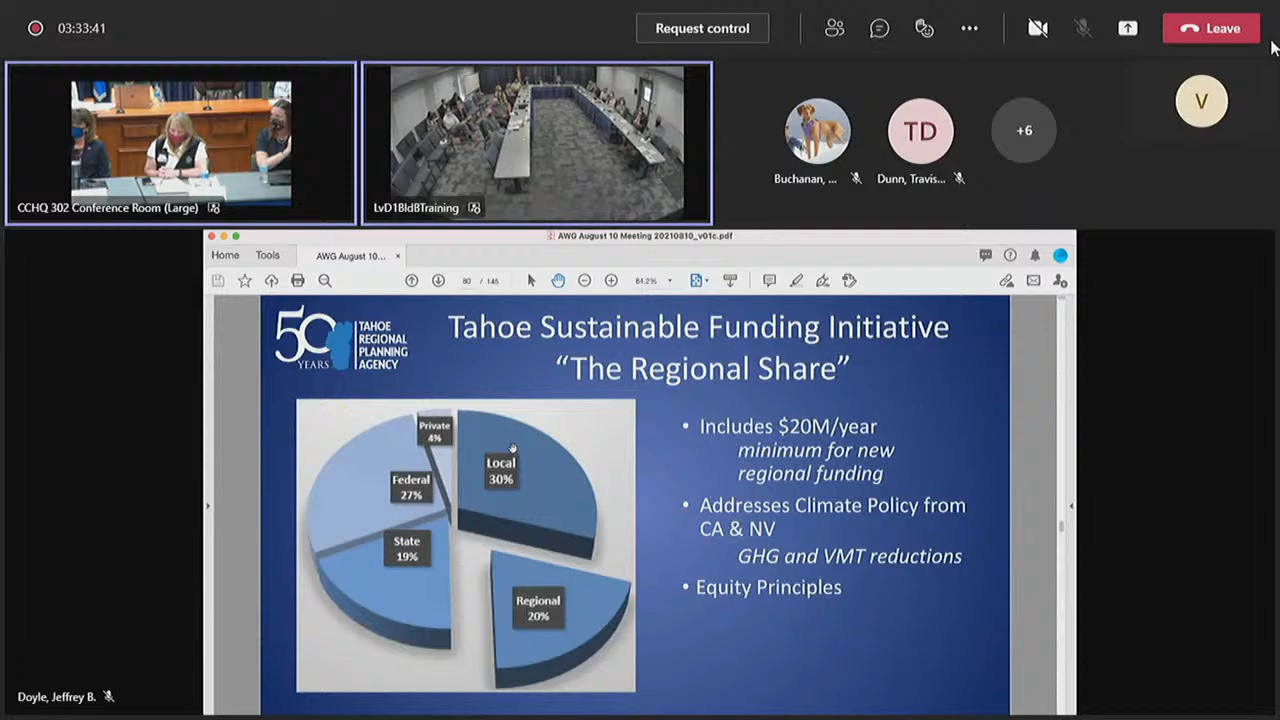 03:33:41
Request control
Leave
CCHQ 302 Conference Room (Large)
LvD1BldBTraining
Buchanan, ...
TD
Dunn, Travis...
+6
V
AWG August 10 Meeting 20210810_v01c.pdf
Home
Tools
AWG August 10...
×
80 / 146
84.2%
50
YEARS
TAHOE
REGIONAL
PLANNING
AGENCY
Tahoe Sustainable Funding Initiative
“The Regional Share”
Private
4%
Local
30%
Federal
27%
State
19%
Regional
20%
• Includes $20M/year
minimum for new
regional funding
• Addresses Climate Policy from
CA & NV
GHG and VMT reductions
• Equity Principles
Doyle, Jeffrey B.